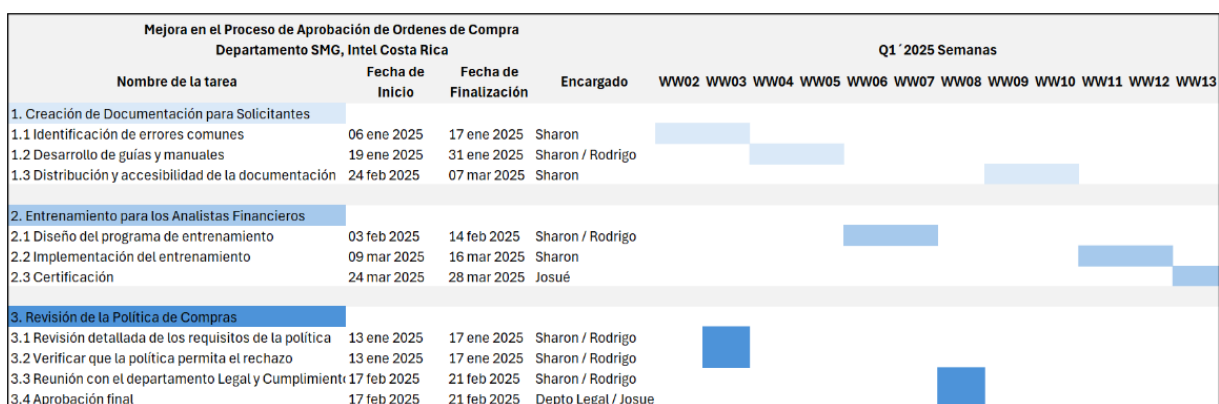 Mejora en el Proceso de Aprobación de Ordenes de Compra
Departamento SMG, Intel Costa Rica
Q1´2025 Semanas
Nombre de la tarea Fecha de Inicio Fecha de Finalización Encargado WW02 WW03 WW04 WW05 WW06 WW07 WW08 WW09 WW10 WW11 WW12 WW13
1. Creación de Documentación para Solicitantes
1.1 Identificación de errores comunes 06 ene 2025 17 ene 2025 Sharon
1.2 Desarrollo de guías y manuales 19 ene 2025 31 ene 2025 Sharon / Rodrigo
1.3 Distribución y accesibilidad de la documentación 24 feb 2025 07 mar 2025 Sharon
2. Entrenamiento para los Analistas Financieros
2.1 Diseño del programa de entrenamiento 03 feb 2025 14 feb 2025 Sharon / Rodrigo
2.2 Implementación del entrenamiento 09 mar 2025 16 mar 2025 Sharon
2.3 Certificación 24 mar 2025 28 mar 2025 Josué
3. Revisión de la Política de Compras
3.1 Revisión detallada de los requisitos de la política 13 ene 2025 17 ene 2025 Sharon / Rodrigo
3.2 Verificar que la política permita el rechazo 13 ene 2025 17 ene 2025 Sharon / Rodrigo
3.3 Reunión con el departamento Legal y Cumplimiento 17 feb 2025 21 feb 2025 Sharon / Rodrigo
3.4 Aprobación final 17 feb 2025 21 feb 2025 Depto Legal / Josue